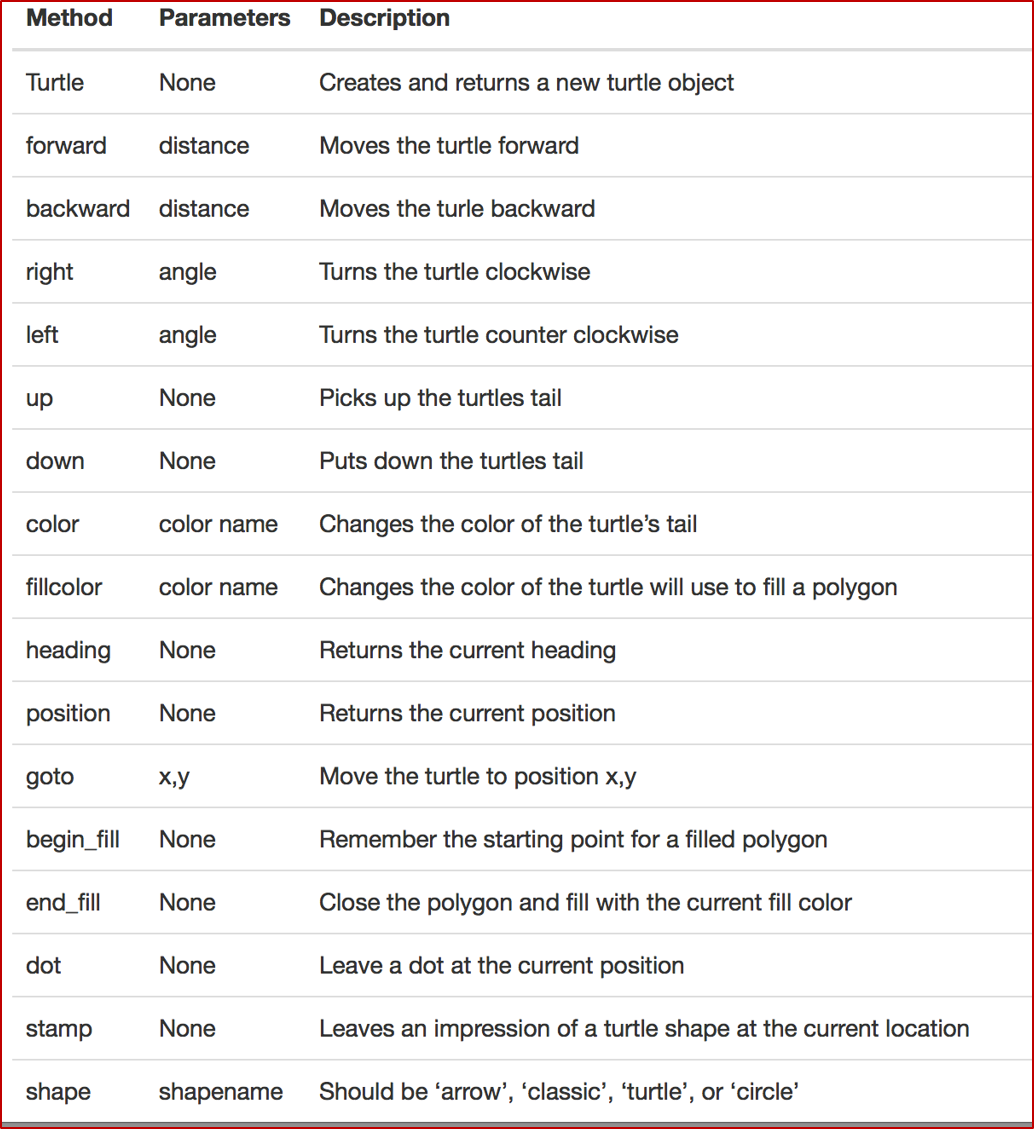 Method Parameters Description
Turtle None Creates and returns a new turtle object
forward distance Moves the turtle forward
backward distance Moves the turle backward
right angle Turns the turtle clockwise
left angle Turns the turtle counter clockwise
up None Picks up the turtles tail
down None Puts down the turtles tail
color color name Changes the color of the turtle’s tail
fillcolor color name Changes the color of the turtle will use to fill a polygon
heading None Returns the current heading
position None Returns the current position
goto x,y Move the turtle to position x,y
begin_fill None Remember the starting point for a filled polygon
end_fill None Close the polygon and fill with the current fill color
dot None Leave a dot at the current position
stamp None Leaves an impression of a turtle shape at the current location
shape shapename Should be ‘arrow’, ‘classic’, ‘turtle’, or ‘circle’